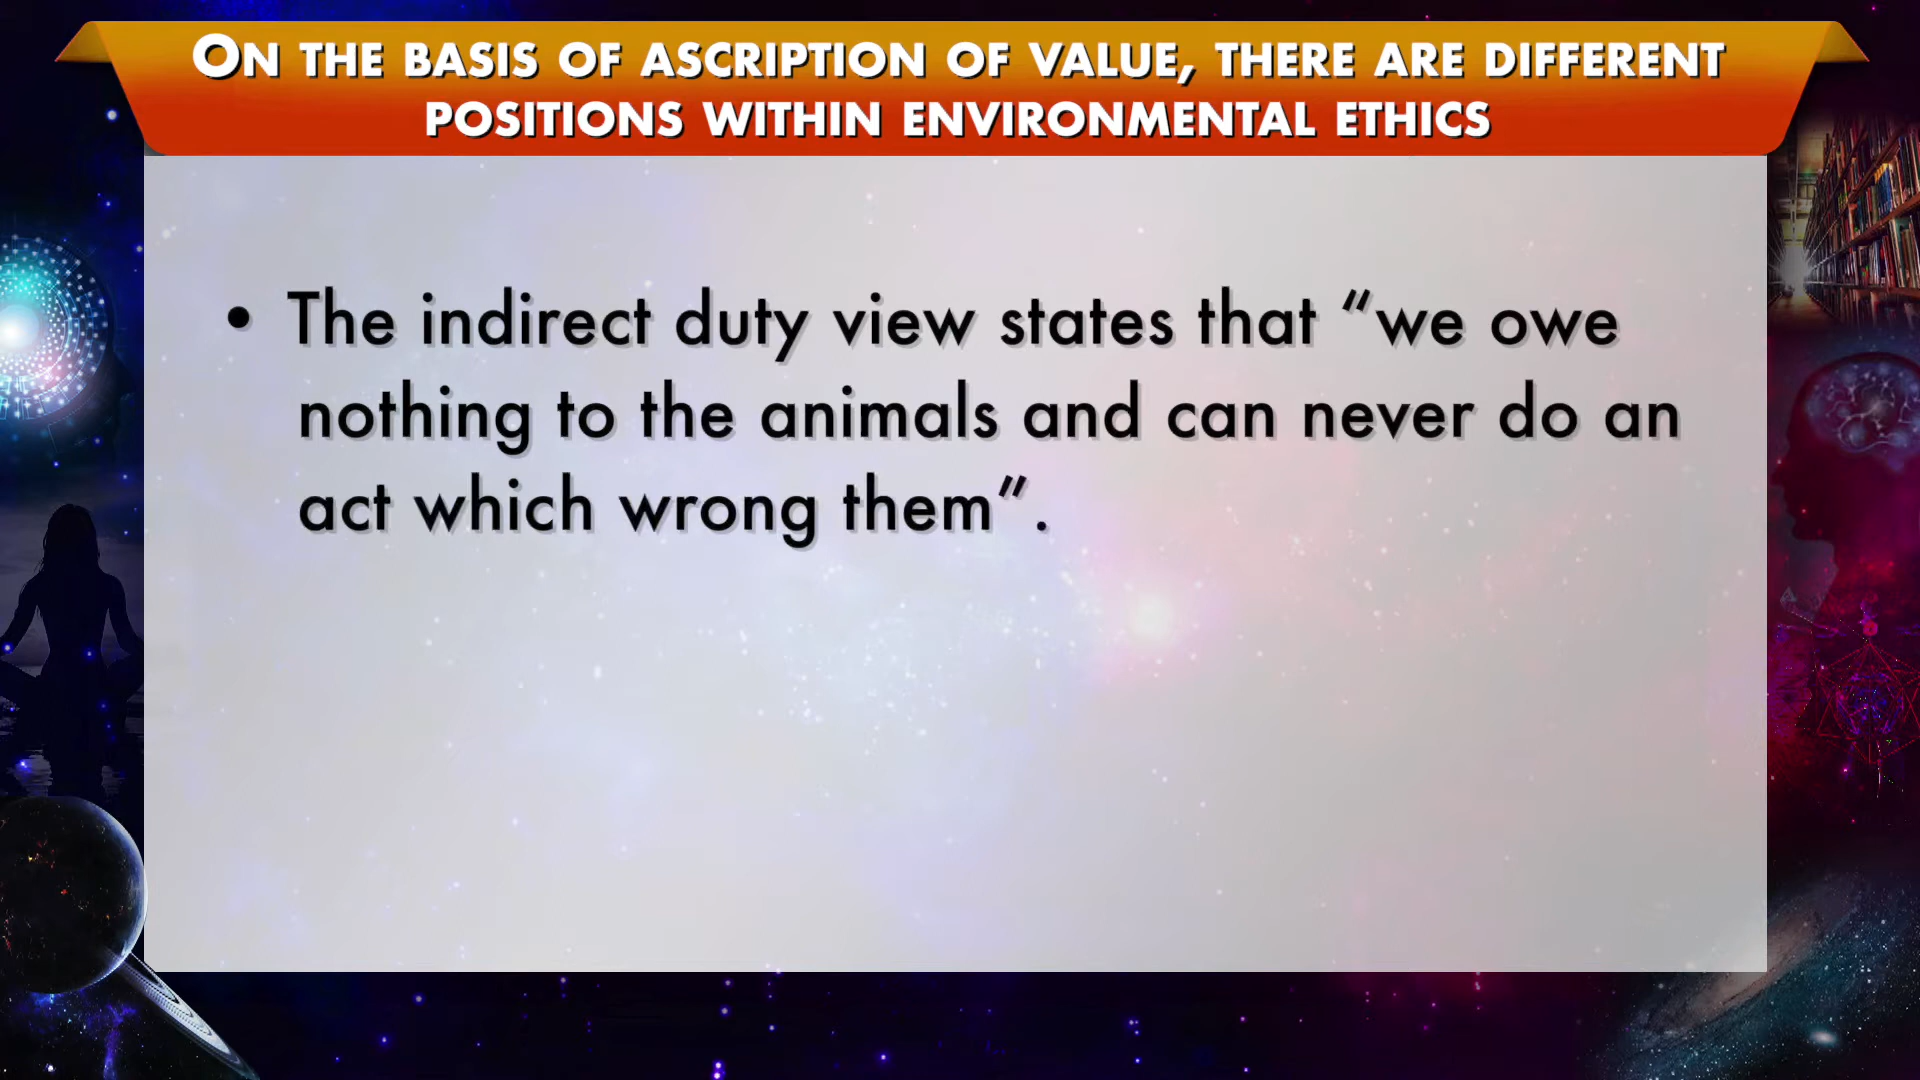 ON THE BASIS OF ASCRIPTION OF VALUE, THERE ARE DIFFERENT
POSITIONS WITHIN ENVIRONMENTAL ETHICS
• The indirect duty view states that “we owe
nothing to the animals and can never do an
act which wrong them”.